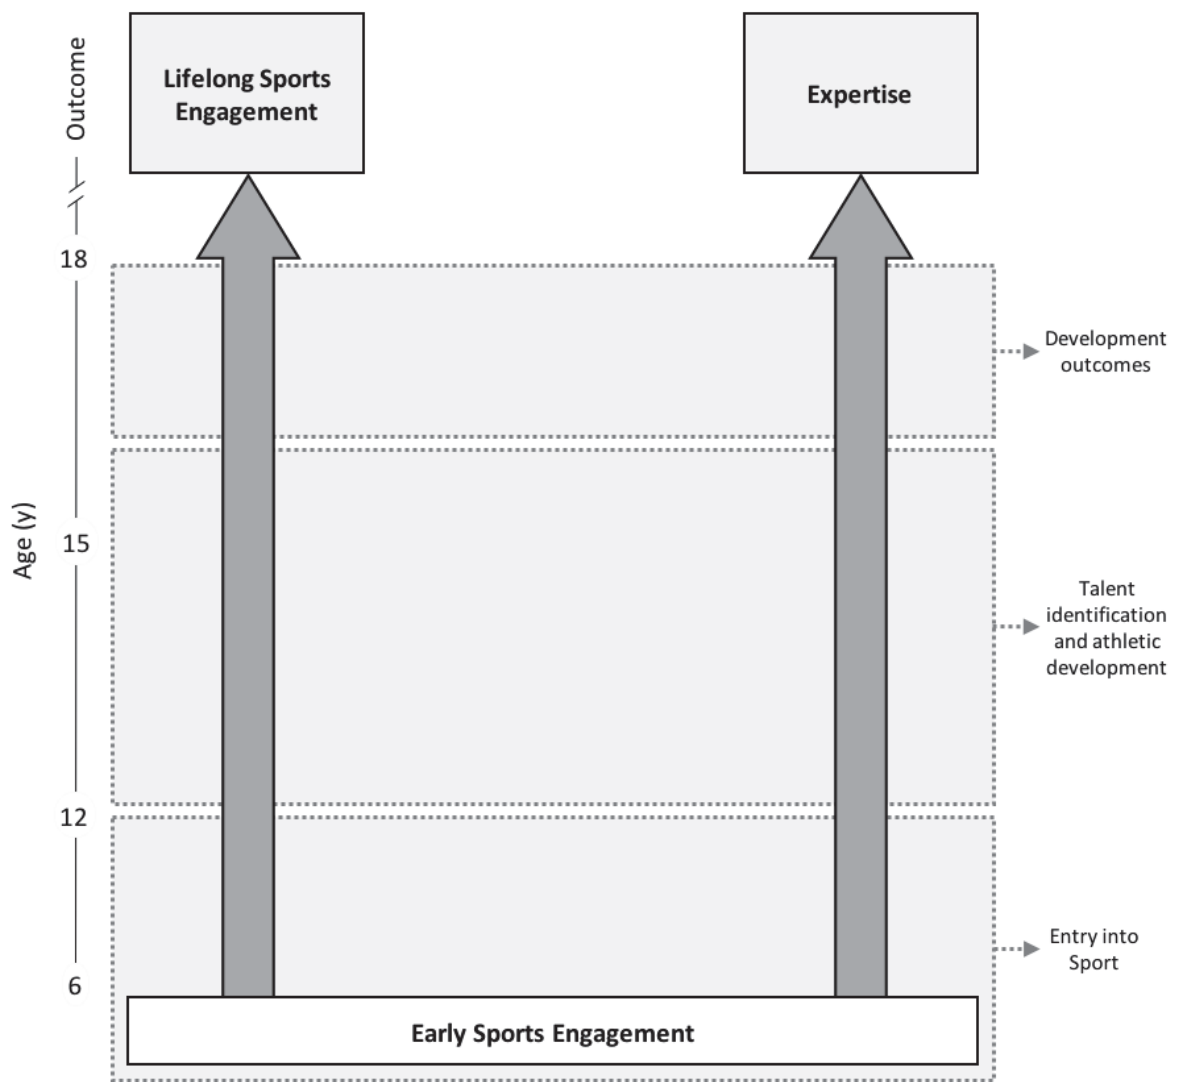 Outcome
Lifelong Sports
Engagement
Expertise
18
Development
outcomes
Age (y)
15
Talent
identification
and athletic
development
12
Entry into
Sport
6
Early Sports Engagement